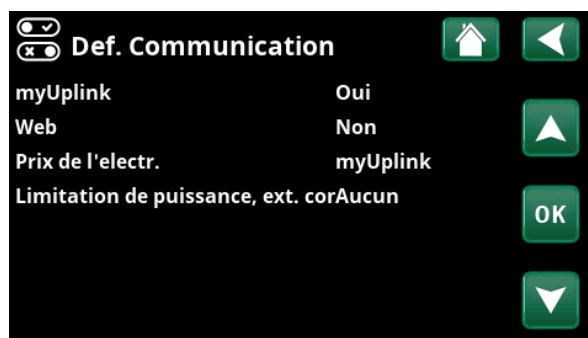 Def. Communication
myUplink Oui
Web Non
Prix de l'electr. myUplink
Limitation de puissance, ext. corAucun
OK